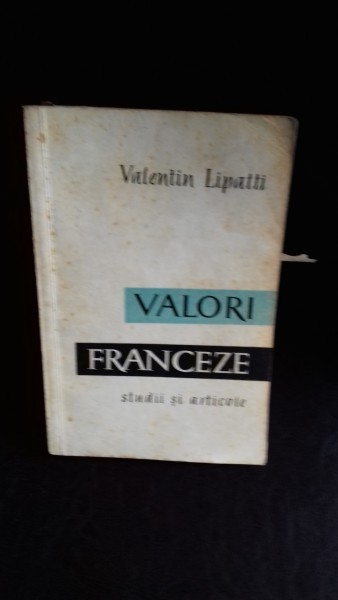 Valentin Lipatti
VALORI
FRANCEZE
studii și articole